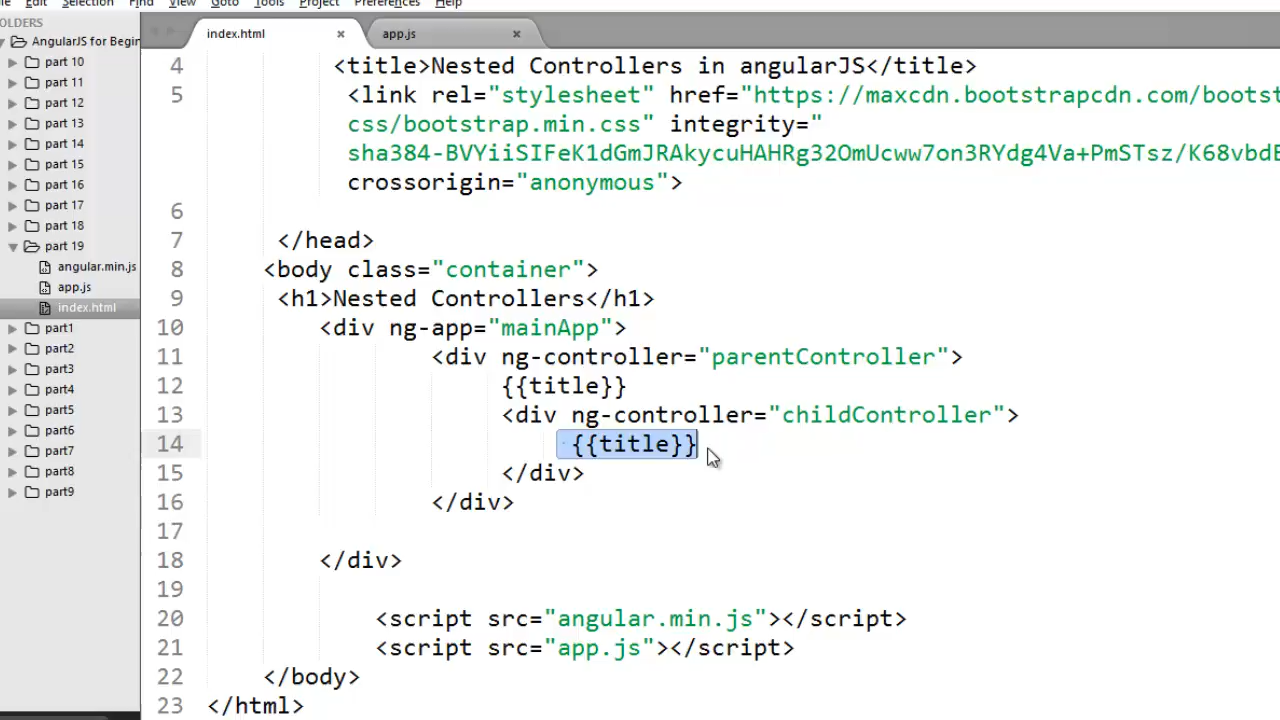 Edit Selection Find View Goto Tools Project Preferences Help
OLDERS
index.html × app.js ×
AngularJS for Begin
part 10
part 11
part 12
part 13
part 14
part 15
part 16
part 17
part 18
part 19
angular.min.js
app.js
index.html
part1
part2
part3
part4
part5
part6
part7
part8
part9
4 <title>Nested Controllers in angularJS</title>
5 <link rel="stylesheet" href="https://maxcdn.bootstrapcdn.com/bootst
css/bootstrap.min.css" integrity="
sha384-BVYiiSIFeK1dGmJRAkycuHAHRg32OmUcww7on3RYdg4Va+PmSTsz/K68vbdE
crossorigin="anonymous">
6
7 </head>
8 <body class="container">
9 <h1>Nested Controllers</h1>
10 <div ng-app="mainApp">
11 <div ng-controller="parentController">
12 {{title}}
13 <div ng-controller="childController">
14 {{title}}
15 </div>
16 </div>
17
18 </div>
19
20 <script src="angular.min.js"></script>
21 <script src="app.js"></script>
22 </body>
23 </html>